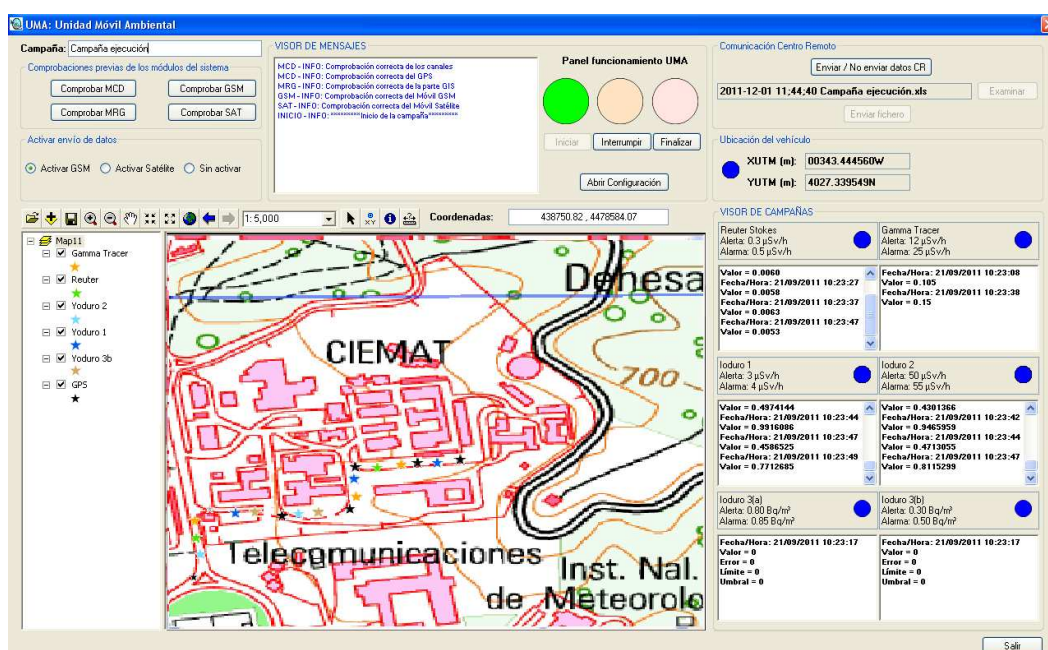 UMA: Unidad Móvil Ambiental
Campaña: Campaña ejecución
Comprobaciones previas de los módulos del sistema
Comprobar MCD
Comprobar GSM
Comprobar MRG
Comprobar SAT
Activar envío de datos
Activar GSM
Activar Satélite
Sin activar
VISOR DE MENSAJES
MCD - INFO: Comprobación correcta de los canales
MCD - INFO: Comprobación correcta del GPS
MRG - INFO: Comprobación correcta de la parte GIS
GSM - INFO: Comprobación correcta del Móvil GSM
SAT - INFO: Comprobación correcta del Móvil Satélite
INICIO - INFO: **********Inicio de la campaña**********
Panel funcionamiento UMA
Iniciar
Interrumpir
Finalizar
Abrir Configuración
Comunicación Centro Remoto
Enviar / No enviar datos CR
2011-12-01 11;44;40 Campaña ejecución.xls
Examinar
Enviar fichero
Ubicación del vehículo
XUTM (m): 00343.444560W
YUTM (m): 4027.339549N
1: 5,000
XY
Coordenadas:
438750.82 , 4478584.07
Map11
Gamma Tracer
Reuter
Yoduro 2
Yoduro 1
Yoduro 3b
GPS
Dehesa
CIEMAT
700
Telecomunicaciones
Inst. Nal.
de Meteorolo
VISOR DE CAMPAÑAS
Reuter Stokes
Alerta: 0.3 µSv/h
Alarma: 0.5 µSv/h
Gamma Tracer
Alerta: 12 µSv/h
Alarma: 25 µSv/h
Valor = 0.0060
Fecha/Hora: 21/09/2011 10:23:27
Valor = 0.0058
Fecha/Hora: 21/09/2011 10:23:37
Valor = 0.0063
Fecha/Hora: 21/09/2011 10:23:47
Valor = 0.0053
Fecha/Hora: 21/09/2011 10:23:08
Valor = 0.105
Fecha/Hora: 21/09/2011 10:23:38
Valor = 0.15
Ioduro 1
Alerta: 3 µSv/h
Alarma: 4 µSv/h
Ioduro 2
Alerta: 50 µSv/h
Alarma: 55 µSv/h
Valor = 0.4974144
Fecha/Hora: 21/09/2011 10:23:44
Valor = 0.9916086
Fecha/Hora: 21/09/2011 10:23:47
Valor = 0.4586525
Fecha/Hora: 21/09/2011 10:23:49
Valor = 0.7712685
Valor = 0.4301366
Fecha/Hora: 21/09/2011 10:23:42
Valor = 0.9465959
Fecha/Hora: 21/09/2011 10:23:44
Valor = 0.4713055
Fecha/Hora: 21/09/2011 10:23:47
Valor = 0.8115299
Ioduro 3(a)
Alerta: 0.80 Bq/m³
Alarma: 0.85 Bq/m³
Ioduro 3(b)
Alerta: 0.30 Bq/m³
Alarma: 0.50 Bq/m³
Fecha/Hora: 21/09/2011 10:23:17
Valor = 0
Error = 0
Límite = 0
Umbral = 0
Fecha/Hora: 21/09/2011 10:23:17
Valor = 0
Error = 0
Límite = 0
Umbral = 0
Salir